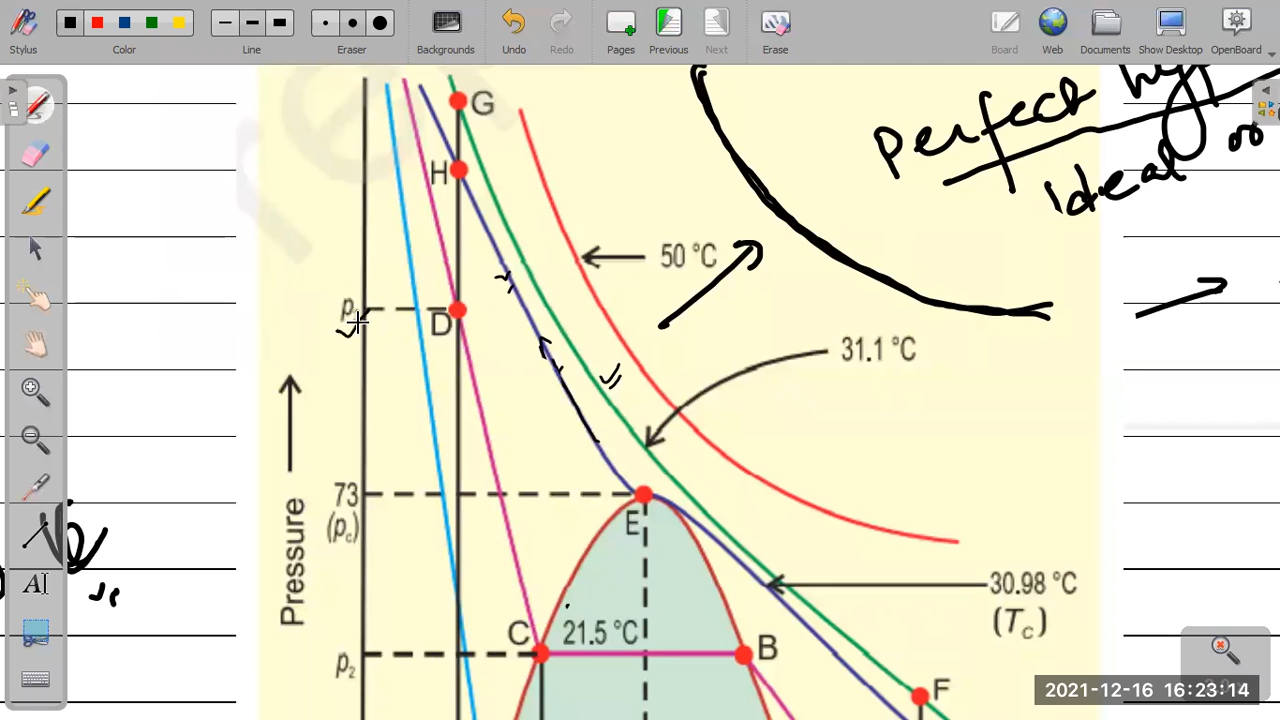 Stylus Color Line Eraser Backgrounds Undo Redo Pages Previous Next Erase Board Web Documents Show Desktop OpenBoard
perfect
ideal
G
H
50 °C
p
D
31.1 °C
73
(pc)
E
Pressure
30.98 °C
(TC)
C
21.5 °C
B
p2
F
2021-12-16 16:23:14